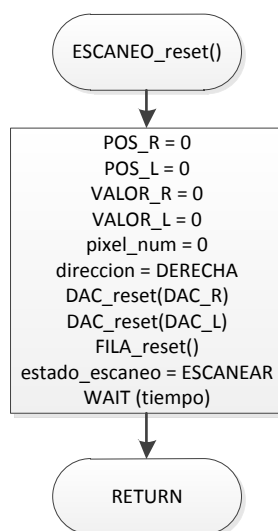 ESCANEO_reset()
POS_R = 0
POS_L = 0
VALOR_R = 0
VALOR_L = 0
pixel_num = 0
direccion = DERECHA
DAC_reset(DAC_R)
DAC_reset(DAC_L)
FILA_reset()
estado_escaneo = ESCANEAR
WAIT (tiempo)
RETURN